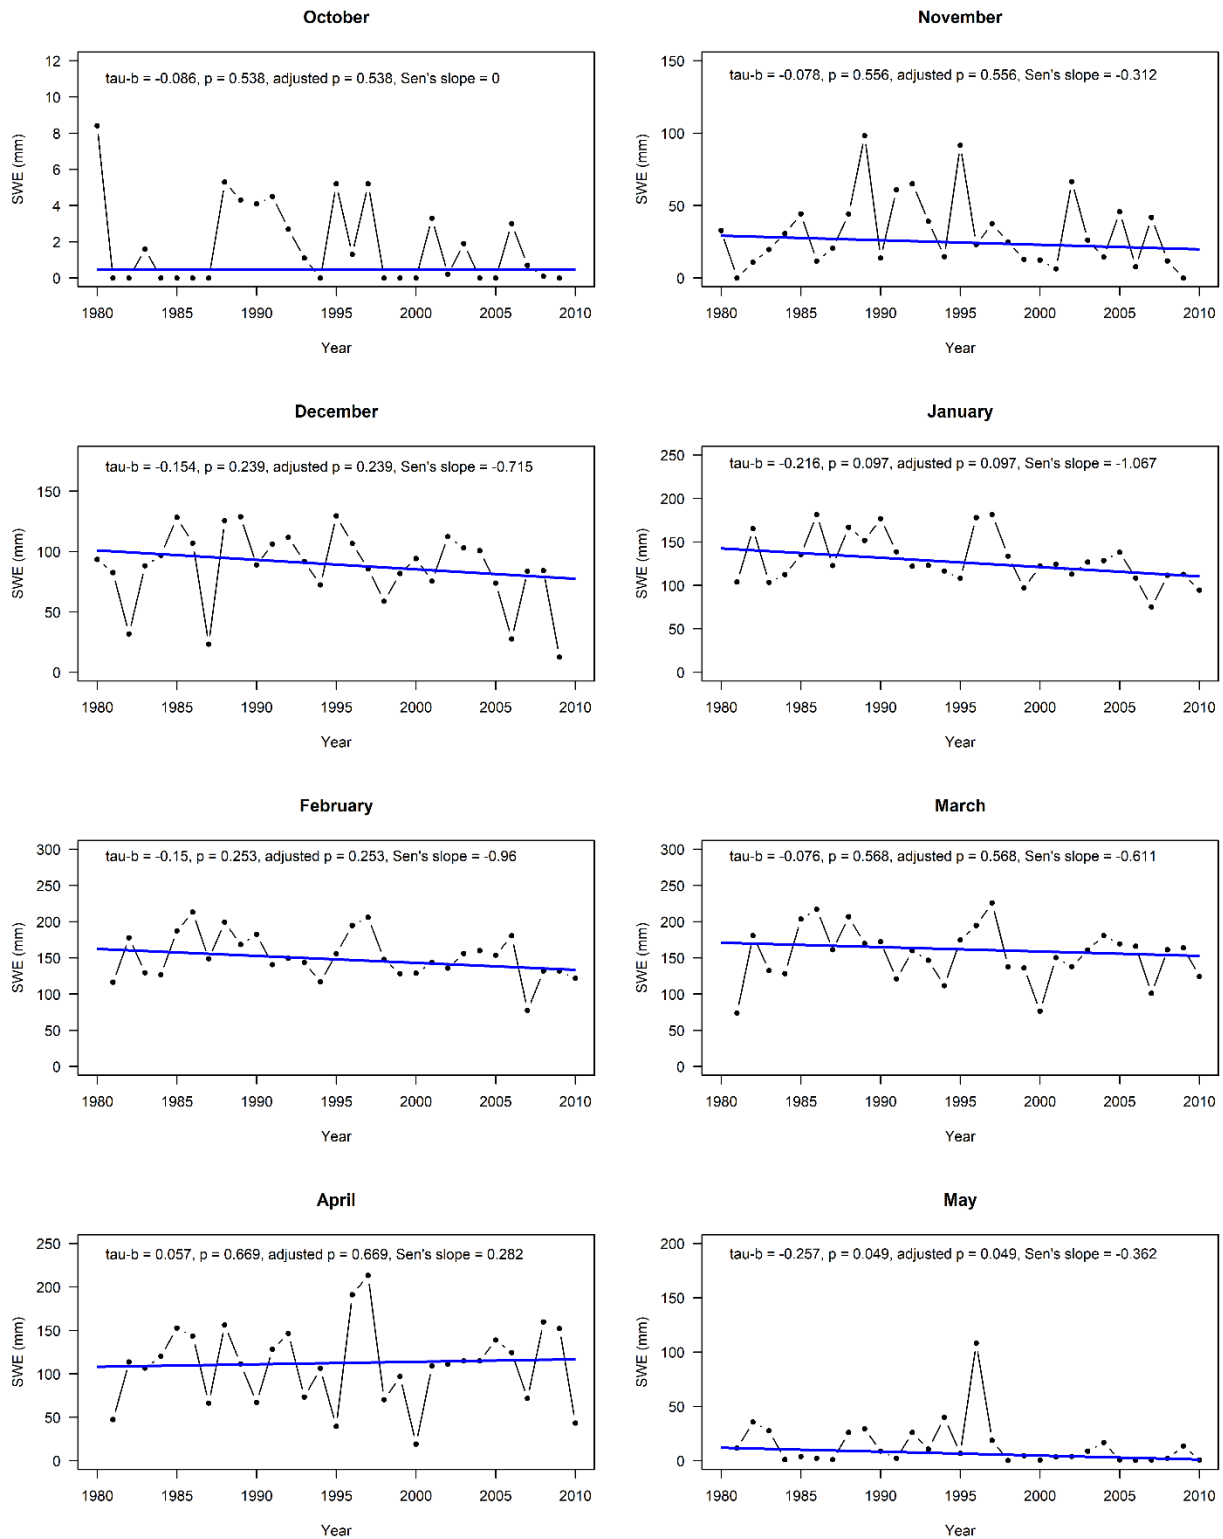 October
tau-b = -0.086, p = 0.538, adjusted p = 0.538, Sen's slope = 0
SWE (mm)
12
10
8
6
4
2
0
1980 1985 1990 1995 2000 2005 2010
Year
November
tau-b = -0.078, p = 0.556, adjusted p = 0.556, Sen's slope = -0.312
SWE (mm)
150
100
50
0
1980 1985 1990 1995 2000 2005 2010
Year
December
tau-b = -0.154, p = 0.239, adjusted p = 0.239, Sen's slope = -0.715
SWE (mm)
150
100
50
0
1980 1985 1990 1995 2000 2005 2010
Year
January
tau-b = -0.216, p = 0.097, adjusted p = 0.097, Sen's slope = -1.067
SWE (mm)
250
200
150
100
50
0
1980 1985 1990 1995 2000 2005 2010
Year
February
tau-b = -0.15, p = 0.253, adjusted p = 0.253, Sen's slope = -0.96
SWE (mm)
300
250
200
150
100
50
0
1980 1985 1990 1995 2000 2005 2010
Year
March
tau-b = -0.076, p = 0.568, adjusted p = 0.568, Sen's slope = -0.611
SWE (mm)
300
250
200
150
100
50
0
1980 1985 1990 1995 2000 2005 2010
Year
April
tau-b = 0.057, p = 0.669, adjusted p = 0.669, Sen's slope = 0.282
SWE (mm)
250
200
150
100
50
0
1980 1985 1990 1995 2000 2005 2010
Year
May
tau-b = -0.257, p = 0.049, adjusted p = 0.049, Sen's slope = -0.362
SWE (mm)
200
150
100
50
0
1980 1985 1990 1995 2000 2005 2010
Year